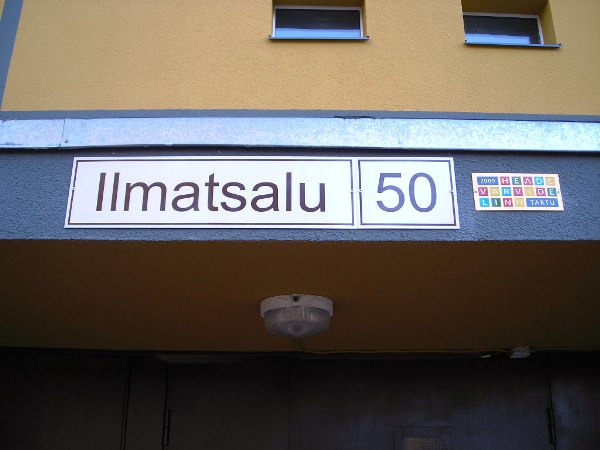 Ilmatsalu 50
2009 HEADE
VÄRVIDE
LINN TARTU